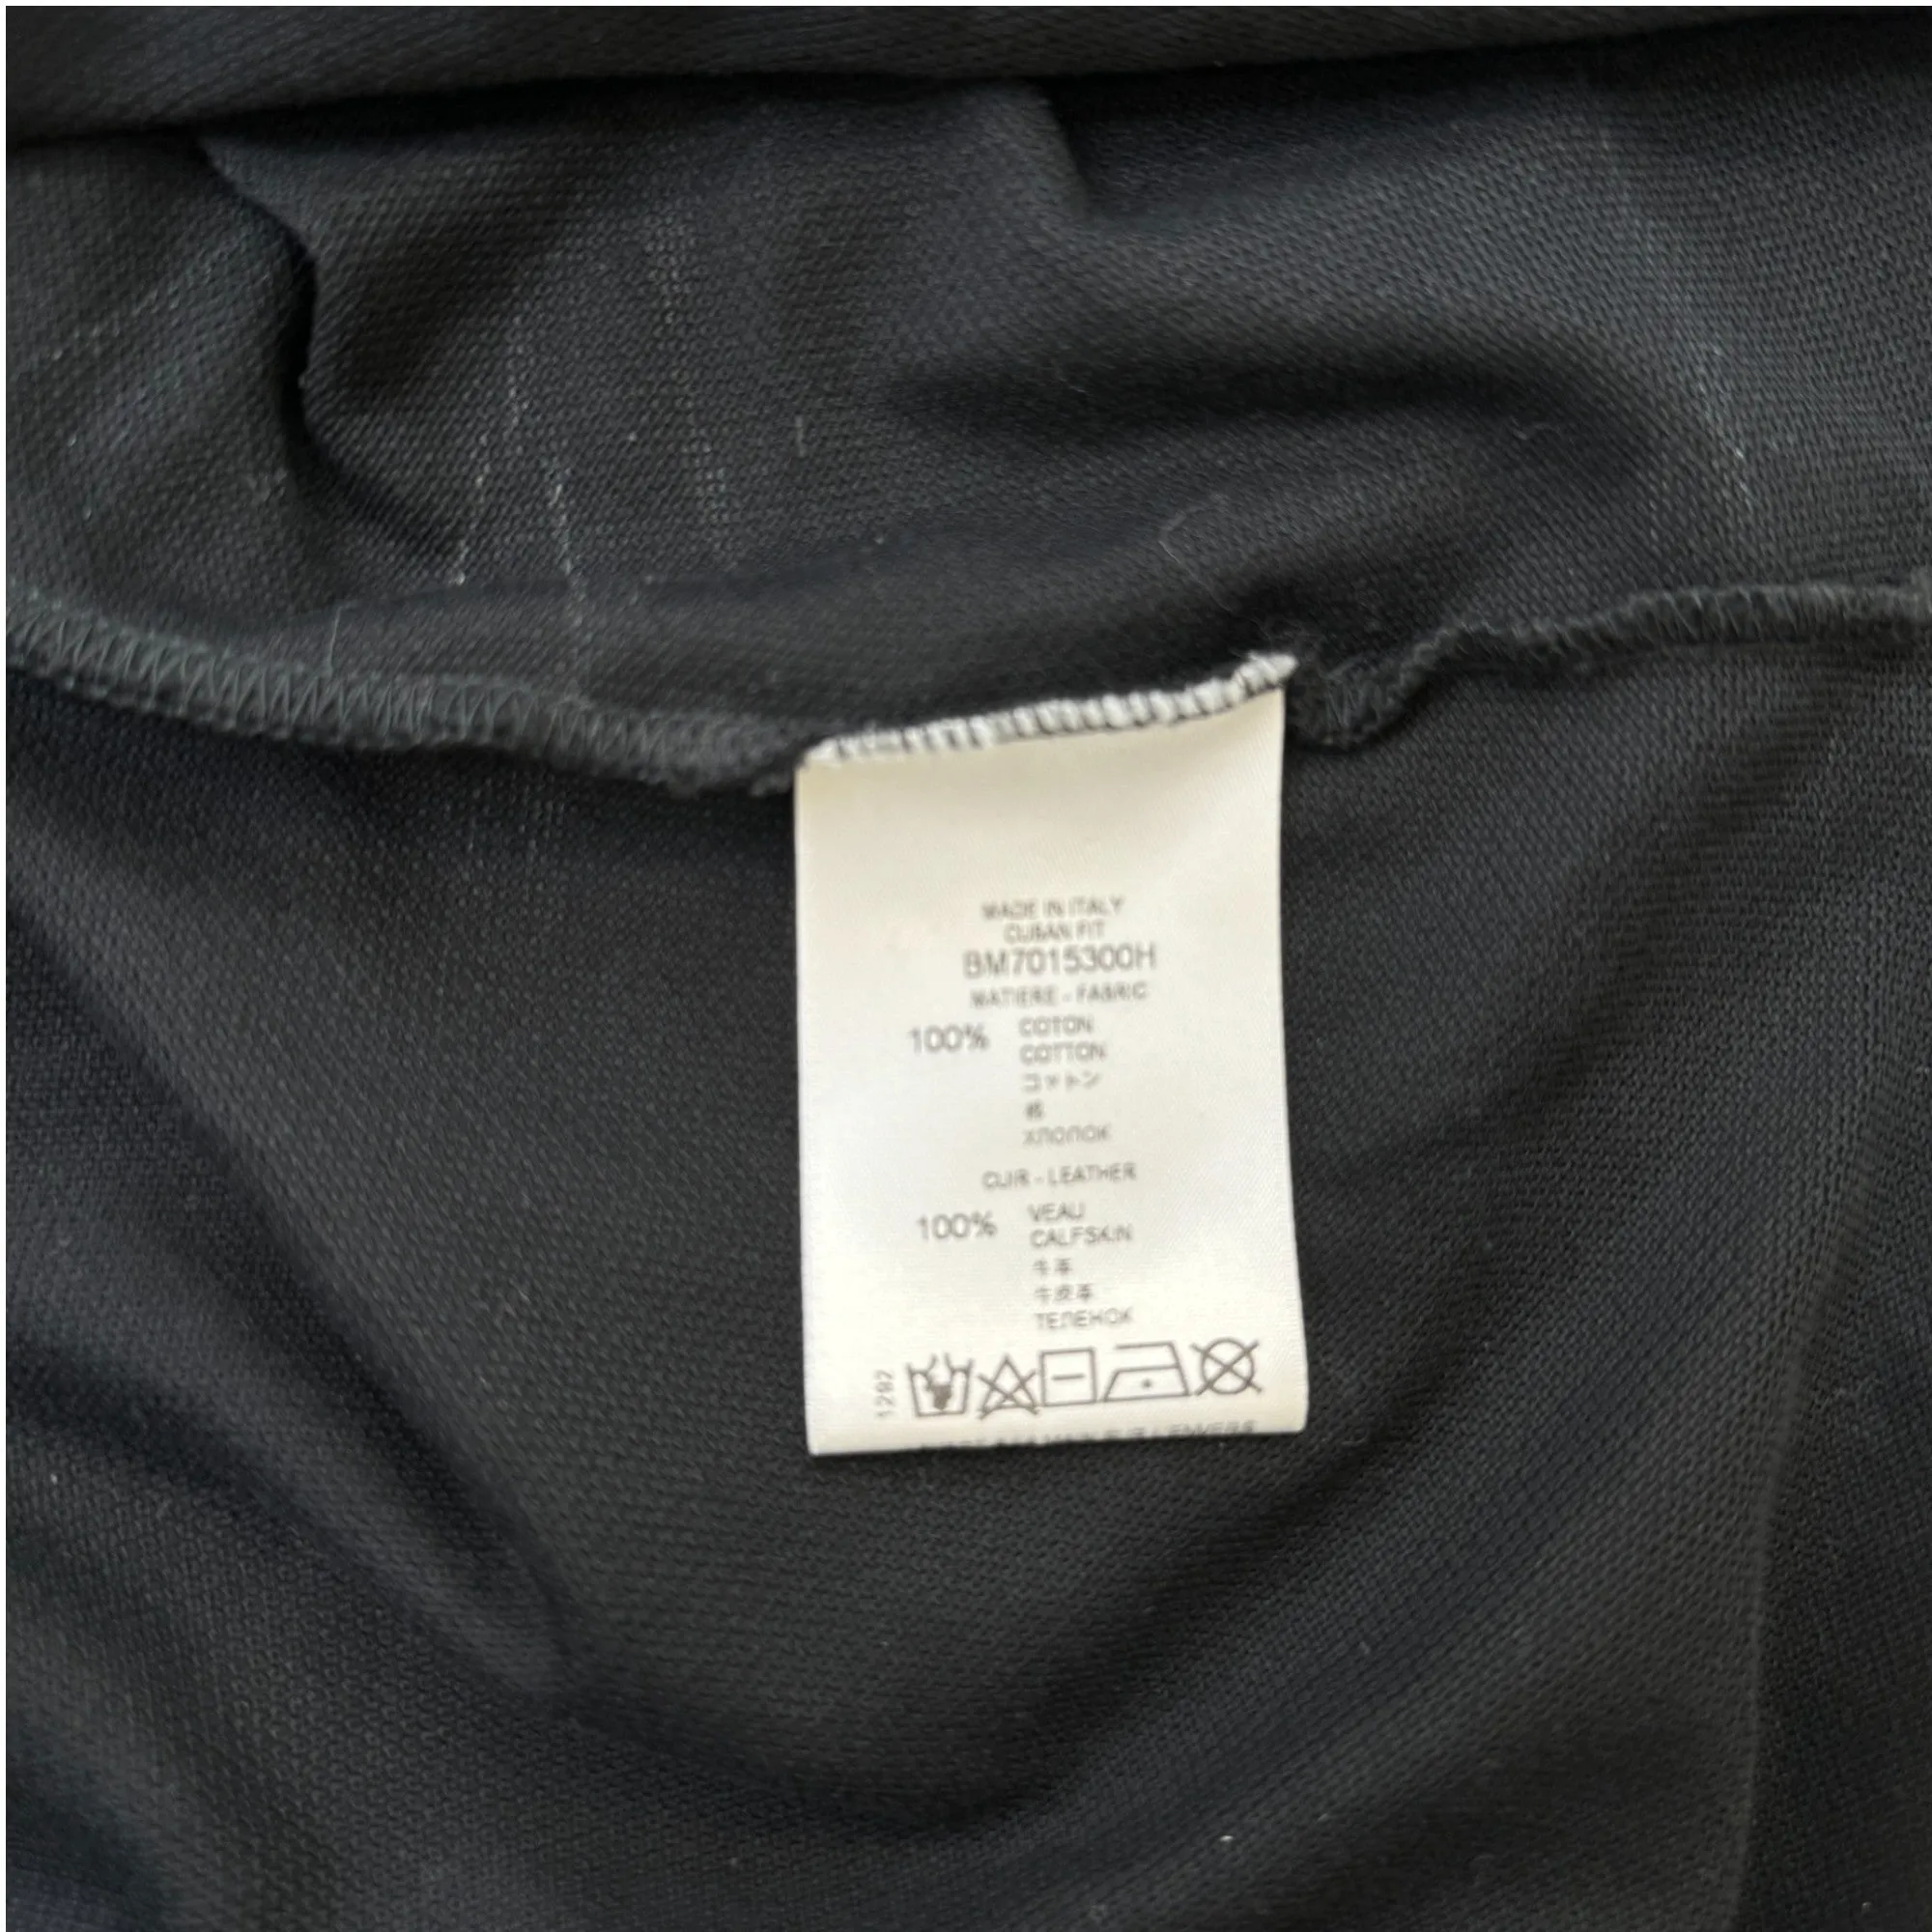 MADE IN ITALY
CUBAN FIT
BM7015300H
MATIERE - FABRIC
100% COTON
COTTON
コットン
棉
ХЛОПОК
CUIR - LEATHER
100% VEAU
CALFSKIN
牛革
牛皮革
ТЕЛЕНОК
1292